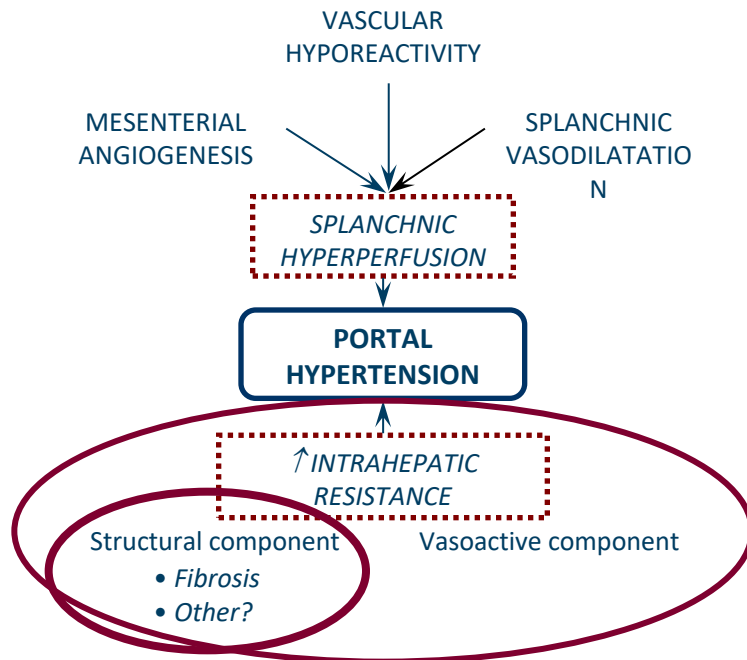 VASCULAR
HYPOREACTIVITY
MESENTERIAL
ANGIOGENESIS
SPLANCHNIC
VASODILATATIO
N
SPLANCHNIC
HYPERPERFUSION
PORTAL
HYPERTENSION
↑INTRAHEPATIC
RESISTANCE
Structural component
• Fibrosis
• Other?
Vasoactive component